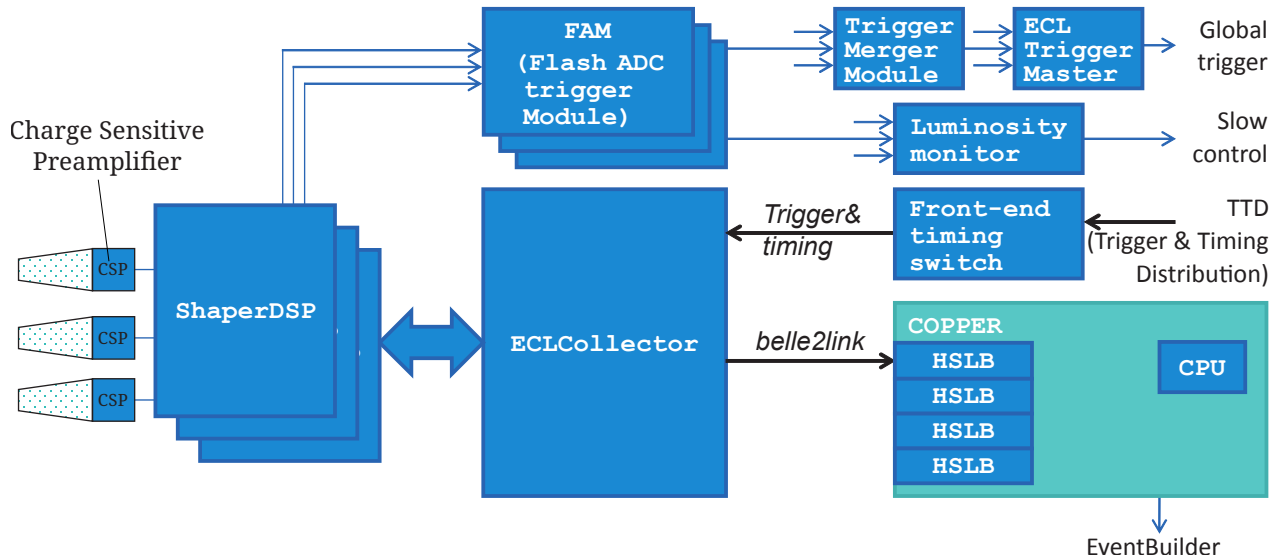 FAM
(Flash ADC
trigger
Module)
Trigger
Merger
Module
ECL
Trigger
Master
Global
trigger
Charge Sensitive
Preamplifier
Luminosity
monitor
Slow
control
CSP
CSP
CSP
ShaperDSP
ECLCollector
Trigger&
timing
Front-end
timing
switch
TTD
(Trigger & Timing
Distribution)
belle2link
COPPER
HSLB
HSLB
HSLB
HSLB
CPU
EventBuilder